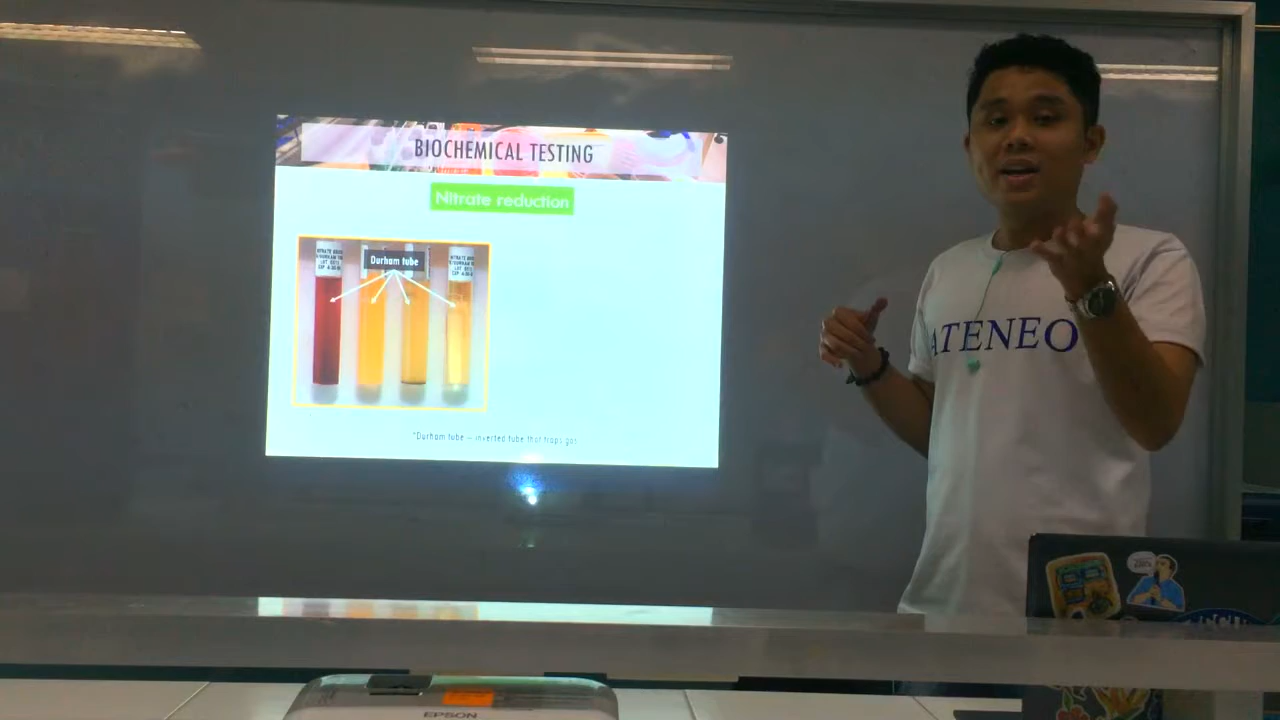 BIOCHEMICAL TESTING
Nitrate reduction
Durham tube
*Durham tube – inverted tube that traps gas
ATENEO
EPSON